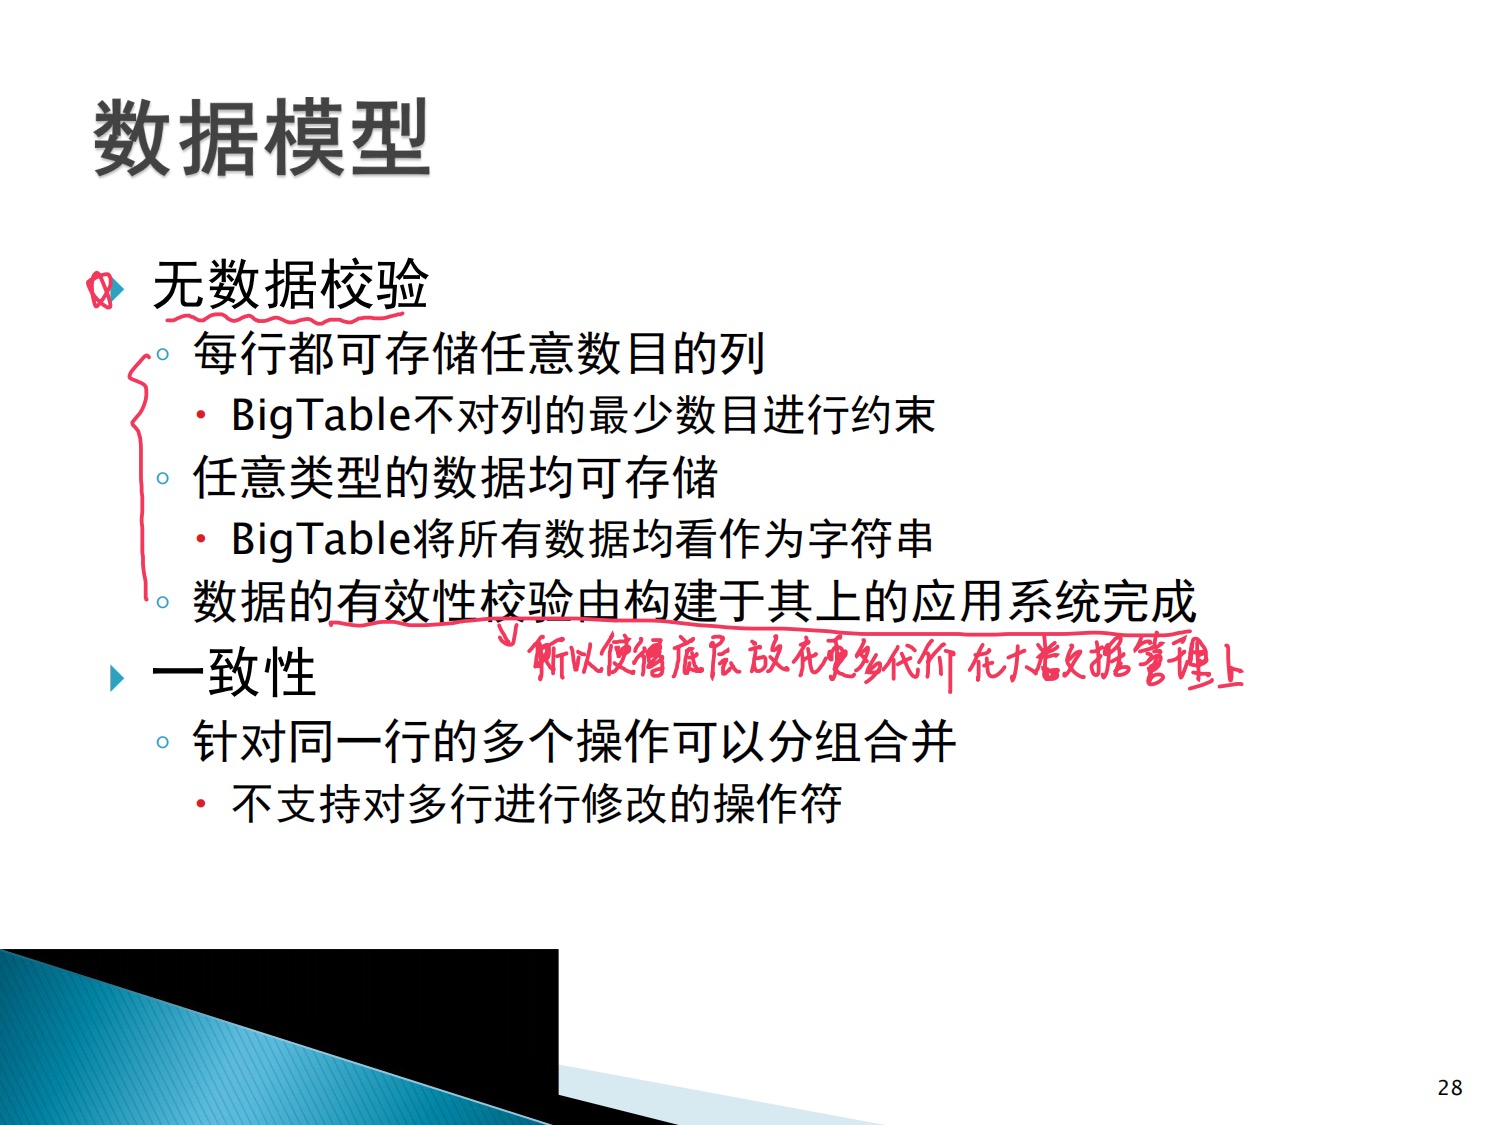 数据模型
无数据校验
每行都可存储任意数目的列
BigTable不对列的最少数目进行约束
任意类型的数据均可存储
BigTable将所有数据均看作为字符串
数据的有效性校验由构建于其上的应用系统完成
所以使得底层放在更多代价在大数据管理上
一致性
针对同一行的多个操作可以分组合并
不支持对多行进行修改的操作符
28